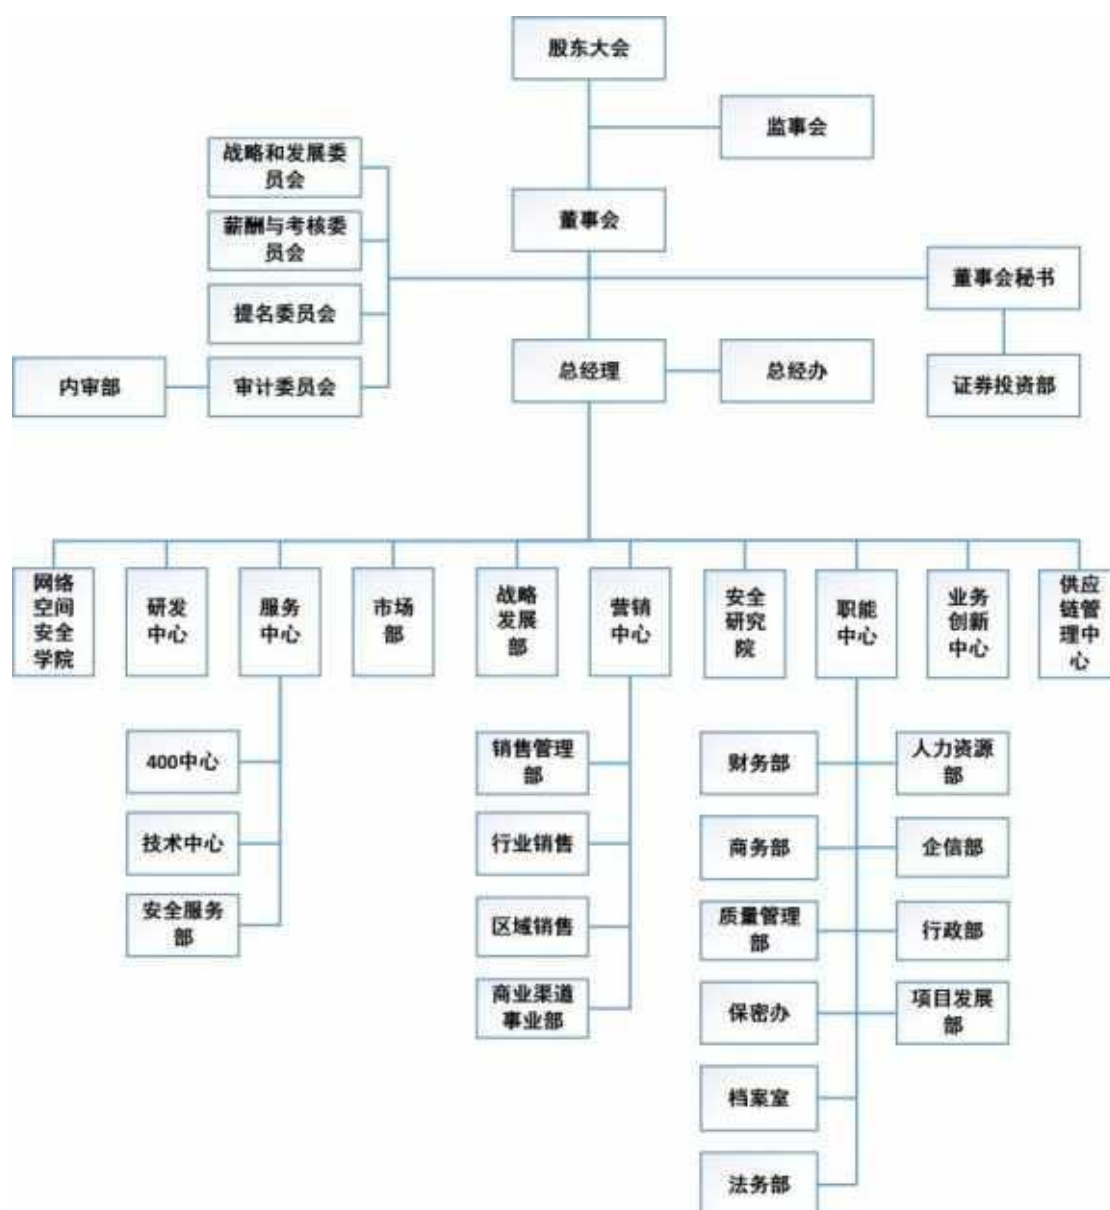 股东大会
监事会
战略和发展委
员会
董事会
薪酬与考核委
员会
董事会秘书
提名委员会
总经理
总经办
证券投资部
内审部
审计委员会
网络
空间
安全
学院
研发
中心
服务
中心
市场
部
战略
发展
部
营销
中心
安全
研究
院
职能
中心
业务
创新
中心
供应
链管
理中
心
400中心
技术中心
安全服务
部
销售管理
部
行业销售
区域销售
商业渠道
事业部
财务部
人力资源
部
商务部
企信部
质量管理
部
行政部
保密办
项目发展
部
档案室
法务部